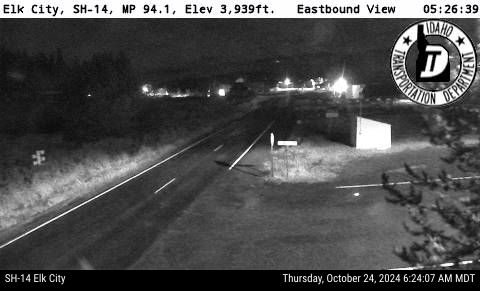 Elk City, SH-14, MP 94.1, Elev 3,939ft. Eastbound View 05:26:39
IDAHO
TRANSPORTATION DEPARTMENT
SH-14 Elk City Thursday, October 24, 2024 6:24:07 AM MDT